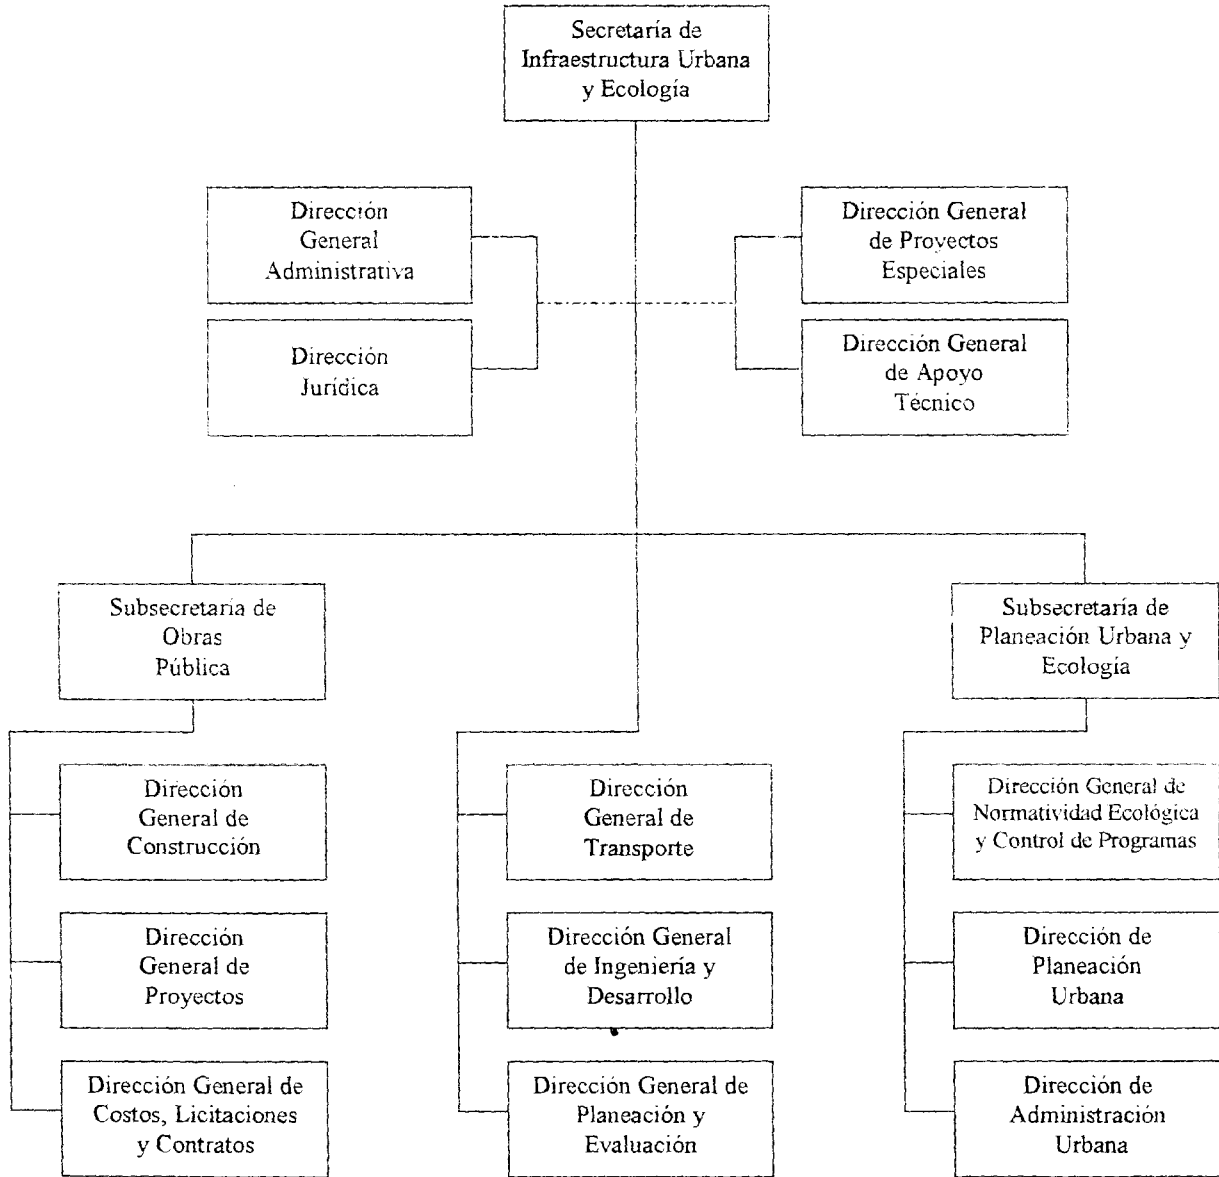 Secretaría de
Infraestructura Urbana
y Ecología
Dirección
General
Administrativa
Dirección General
de Proyectos
Especiales
Dirección
Jurídica
Dirección General
de Apoyo
Técnico
Subsecretaría de
Obras
Pública
Subsecretaría de
Planeación Urbana y
Ecología
Dirección
General de
Construcción
Dirección
General de
Transporte
Dirección General de
Normatividad Ecológica
y Control de Programas
Dirección
General de
Proyectos
Dirección General
de Ingeniería y
Desarrollo
Dirección de
Planeación
Urbana
Dirección General de
Costos, Licitaciones
y Contratos
Dirección General de
Planeación y
Evaluación
Dirección de
Administración
Urbana